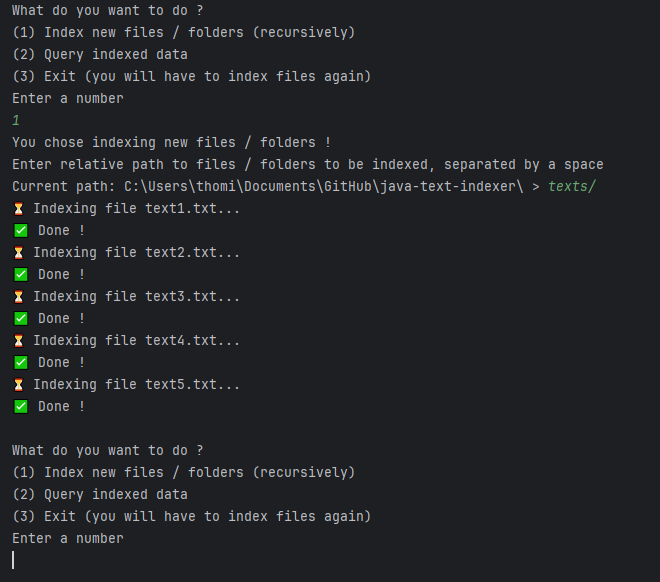 What do you want to do ?
(1) Index new files / folders (recursively)
(2) Query indexed data
(3) Exit (you will have to index files again)
Enter a number
1
You chose indexing new files / folders !
Enter relative path to files / folders to be indexed, separated by a space
Current path: C:\Users\thomi\Documents\GitHub\java-text-indexer\ > texts/
⏳ Indexing file text1.txt...
✅ Done !
⏳ Indexing file text2.txt...
✅ Done !
⏳ Indexing file text3.txt...
✅ Done !
⏳ Indexing file text4.txt...
✅ Done !
⏳ Indexing file text5.txt...
✅ Done !
What do you want to do ?
(1) Index new files / folders (recursively)
(2) Query indexed data
(3) Exit (you will have to index files again)
Enter a number